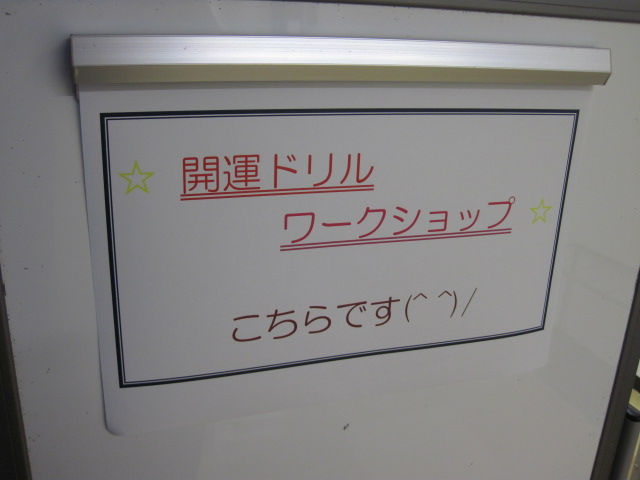 ☆ 開運ドリル
ワークショップ ☆
こちらです(^ ^)/